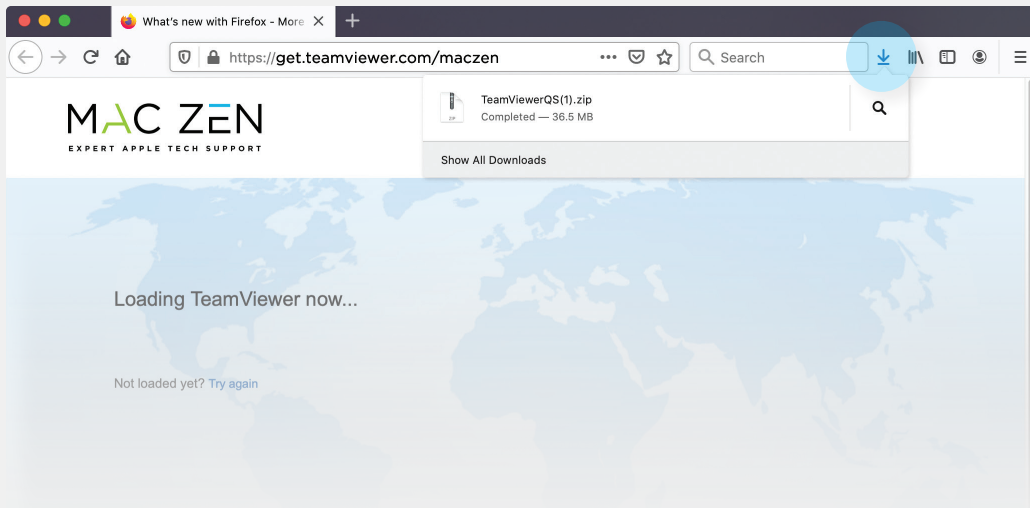 What's new with Firefox - More
https://get.teamviewer.com/maczen
Search
TeamViewerQS(1).zip
Completed — 36.5 MB
ZIP
Show All Downloads
MAC ZEN
EXPERT APPLE TECH SUPPORT
Loading TeamViewer now...
Not loaded yet? Try again